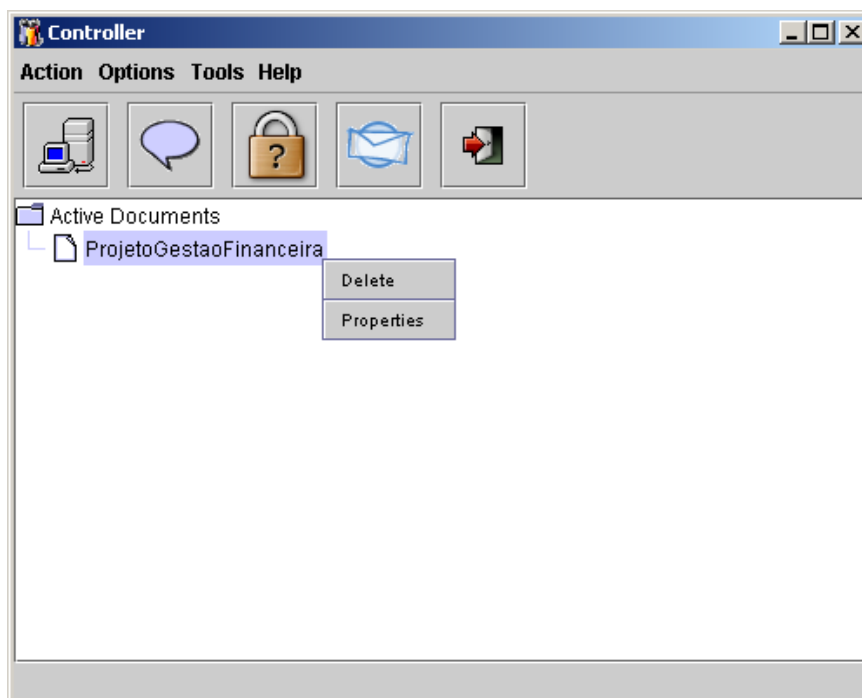 Controller
Action Options Tools Help
?
Active Documents
ProjetoGestaoFinanceira
Delete
Properties